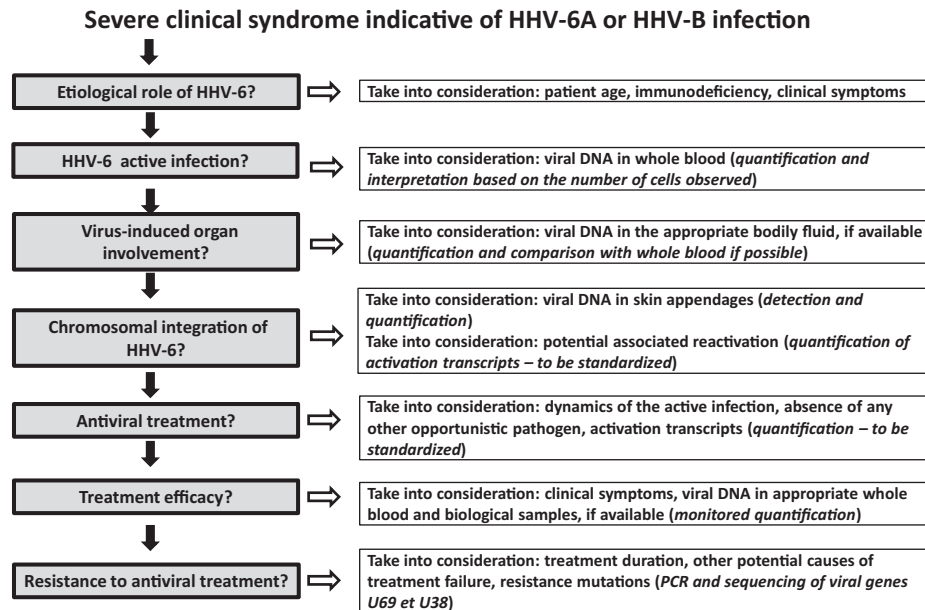 Severe clinical syndrome indicative of HHV-6A or HHV-B infection
Etiological role of HHV-6?
Take into consideration: patient age, immunodeficiency, clinical symptoms
HHV-6 active infection?
Take into consideration: viral DNA in whole blood (quantification and
interpretation based on the number of cells observed)
Virus-induced organ
involvement?
Take into consideration: viral DNA in the appropriate bodily fluid, if available
(quantification and comparison with whole blood if possible)
Chromosomal integration of
HHV-6?
Take into consideration: viral DNA in skin appendages (detection and
quantification)
Take into consideration: potential associated reactivation (quantification of
activation transcripts – to be standardized)
Antiviral treatment?
Take into consideration: dynamics of the active infection, absence of any
other opportunistic pathogen, activation transcripts (quantification – to be
standardized)
Treatment efficacy?
Take into consideration: clinical symptoms, viral DNA in appropriate whole
blood and biological samples, if available (monitored quantification)
Resistance to antiviral treatment?
Take into consideration: treatment duration, other potential causes of
treatment failure, resistance mutations (PCR and sequencing of viral genes
U69 et U38)